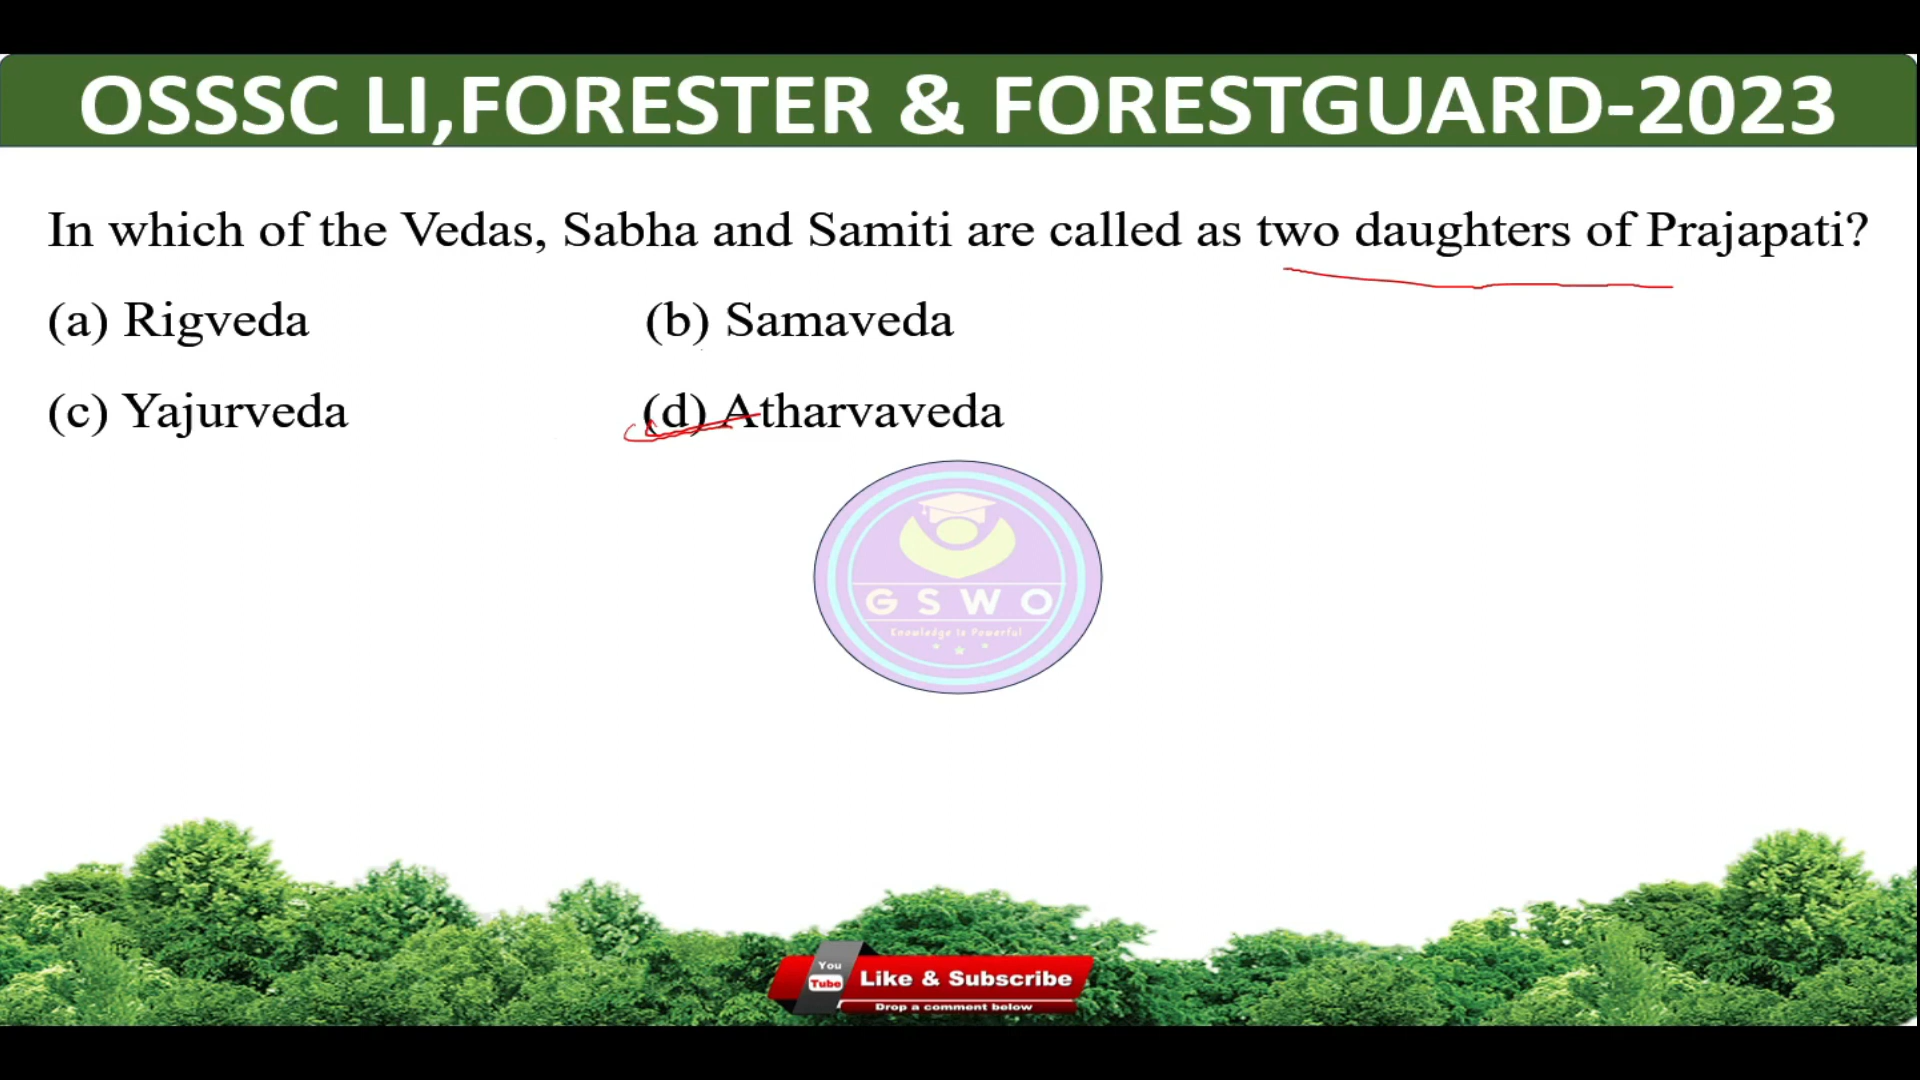 OSSSC LI,FORESTER & FORESTGUARD-2023
In which of the Vedas, Sabha and Samiti are called as two daughters of Prajapati?
(a) Rigveda (b) Samaveda
(c) Yajurveda (d) Atharvaveda
G S W O
Knowledge is Powerful
You
Tube
Like & Subscribe
Drop a comment below